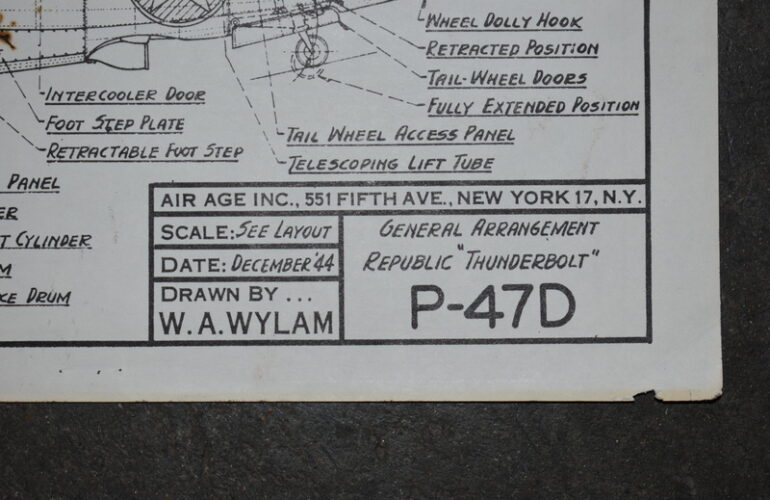 WHEEL DOLLY HOOK
RETRACTED POSITION
TAIL-WHEEL DOORS
FULLY EXTENDED POSITION
INTERCOOLER DOOR
FOOT STEP PLATE
RETRACTABLE FOOT STEP
TAIL WHEEL ACCESS PANEL
TELESCOPING LIFT TUBE
PANEL
CYLINDER
DRUM
AIR AGE INC., 551 FIFTH AVE., NEW YORK 17, N.Y.
SCALE: SEE LAYOUT
DATE: DECEMBER '44
DRAWN BY ...
W. A. WYLAM
GENERAL ARRANGEMENT
REPUBLIC "THUNDERBOLT"
P-47D